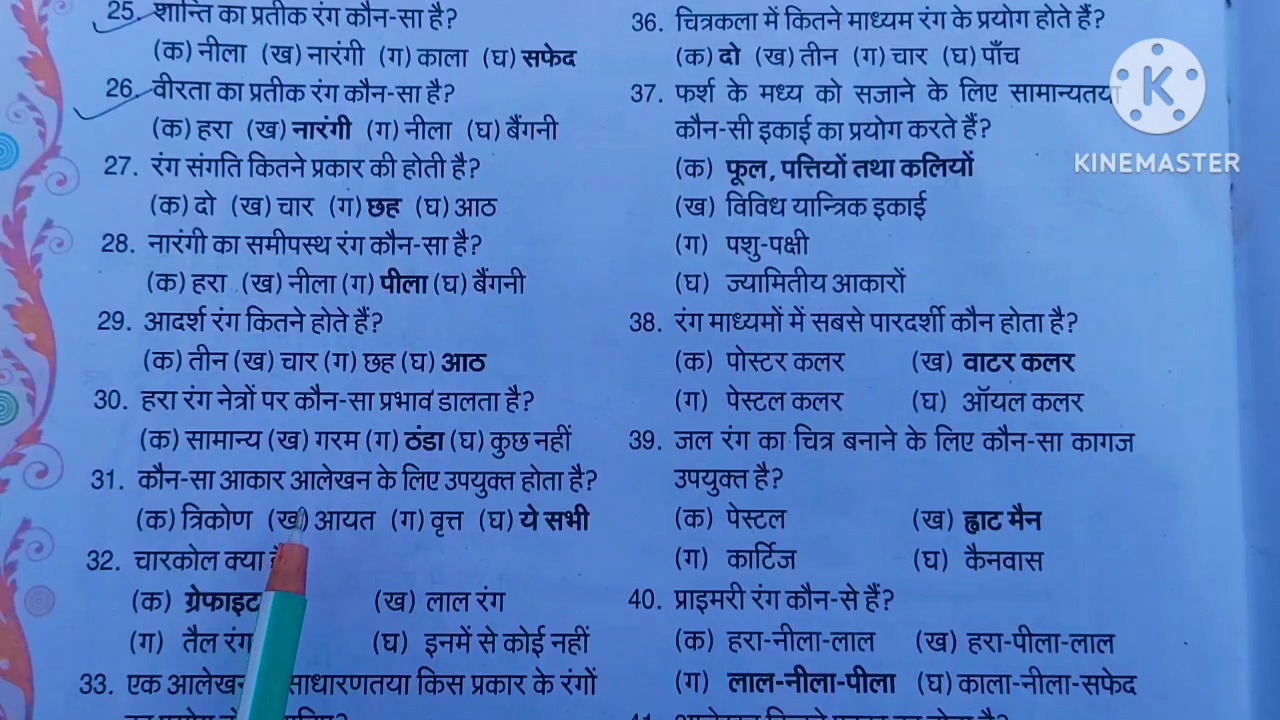 25. शान्ति का प्रतीक रंग कौन-सा है?
(क) नीला (ख) नारंगी (ग) काला (घ) सफेद
26. वीरता का प्रतीक रंग कौन-सा है?
(क) हरा (ख) नारंगी (ग) नीला (घ) बैंगनी
27. रंग संगति कितने प्रकार की होती है?
(क) दो (ख) चार (ग) छह (घ) आठ
28. नारंगी का समीपस्थ रंग कौन-सा है?
(क) हरा (ख) नीला (ग) पीला (घ) बैंगनी
29. आदर्श रंग कितने होते हैं?
(क) तीन (ख) चार (ग) छह (घ) आठ
30. हरा रंग नेत्रों पर कौन-सा प्रभाव डालता है?
(क) सामान्य (ख) गरम (ग) ठंडा (घ) कुछ नहीं
31. कौन-सा आकार आलेखन के लिए उपयुक्त होता है?
(क) त्रिकोण (ख) आयत (ग) वृत्त (घ) ये सभी
32. चारकोल क्या
(क) ग्रेफाइट (ख) लाल रंग
(ग) तैल रंग (घ) इनमें से कोई नहीं
33. एक साधारणतया किस प्रकार के रंगों
36. चित्रकला में कितने माध्यम रंग के प्रयोग होते हैं?
(क) दो (ख) तीन (ग) चार (घ) पाँच
37. फर्श के मध्य को सजाने के लिए सामान्यतया
कौन-सी इकाई का प्रयोग करते हैं?
(क) फूल, पत्तियों तथा कलियों
(ख) विविध यान्त्रिक इकाई
(ग) पशु-पक्षी
(घ) ज्यामितीय आकारों
38. रंग माध्यमों में सबसे पारदर्शी कौन होता है?
(क) पोस्टर कलर (ख) वाटर कलर
(ग) पेस्टल कलर (घ) ऑयल कलर
39. जल रंग का चित्र बनाने के लिए कौन-सा कागज
उपयुक्त है?
(क) पेस्टल (ख) ह्वाट मैन
(ग) कार्टिज (घ) कैनवास
40. प्राइमरी रंग कौन-से हैं?
(क) हरा-नीला-लाल (ख) हरा-पीला-लाल
(ग) लाल-नीला-पीला (घ) काला-नीला-सफेद
K
KINEMASTER